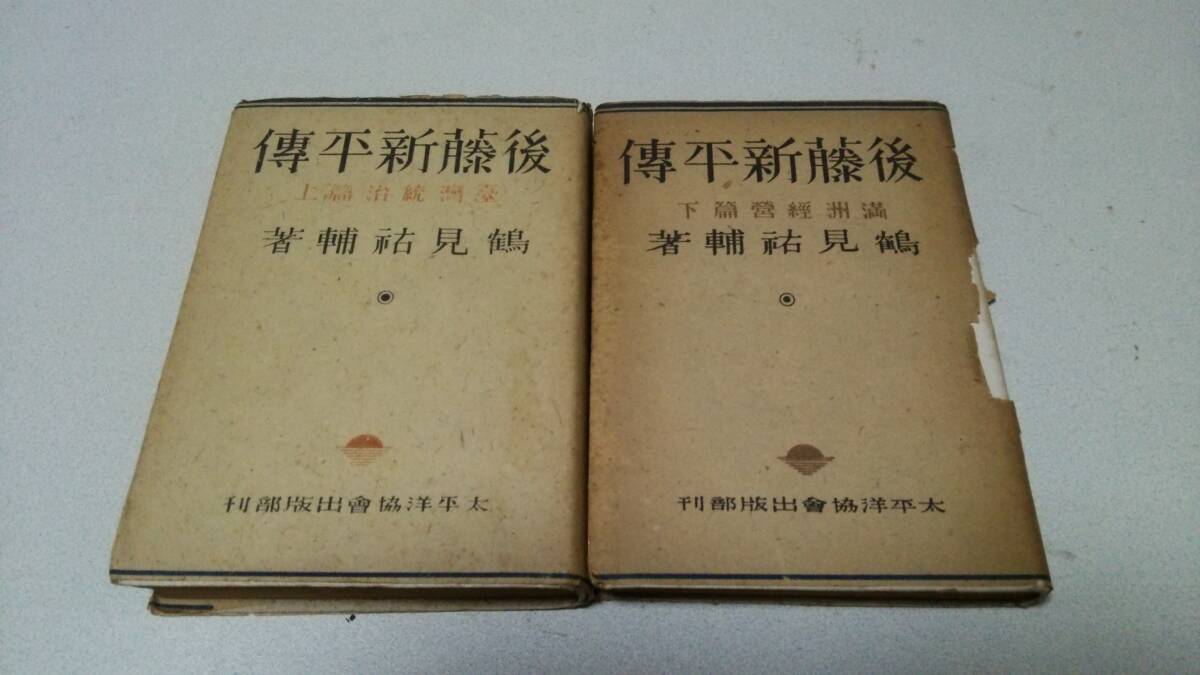 後藤新平傳
臺灣統治篇上
鶴見祐輔著
太平洋協會出版部刊
後藤新平傳
満洲經營篇下
鶴見祐輔著
太平洋協會出版部刊